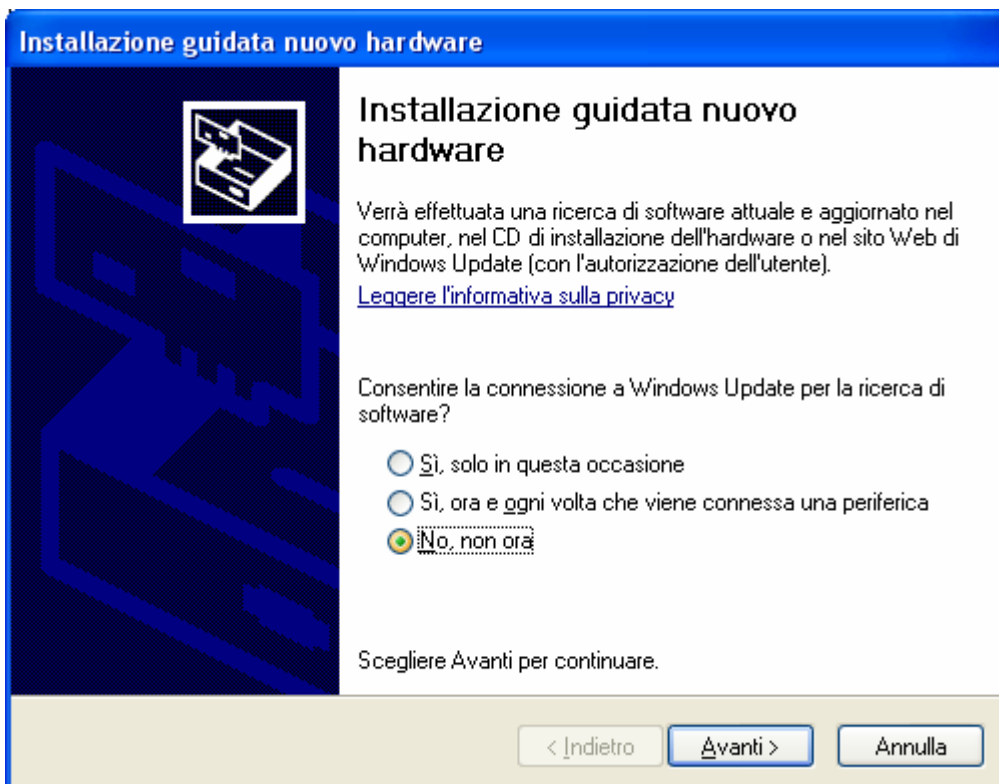 Installazione guidata nuovo hardware
Installazione guidata nuovo
hardware
Verrà effettuata una ricerca di software attuale e aggiornato nel
computer, nel CD di installazione dell'hardware o nel sito Web di
Windows Update (con l'autorizzazione dell'utente).
Leggere l'informativa sulla privacy
Consentire la connessione a Windows Update per la ricerca di
software?
Sì, solo in questa occasione
Sì, ora e ogni volta che viene connessa una periferica
No, non ora
Scegliere Avanti per continuare.
< Indietro
Avanti >
Annulla